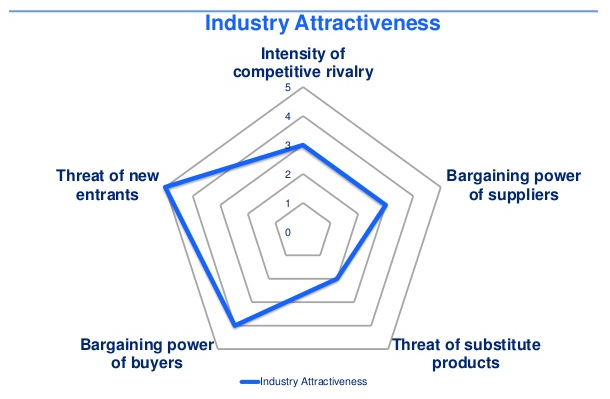 Industry Attractiveness
Intensity of
competitive rivalry
5
4
3
2
1
0
Threat of new
entrants
Bargaining power
of suppliers
Bargaining power
of buyers
Threat of substitute
products
Industry Attractiveness